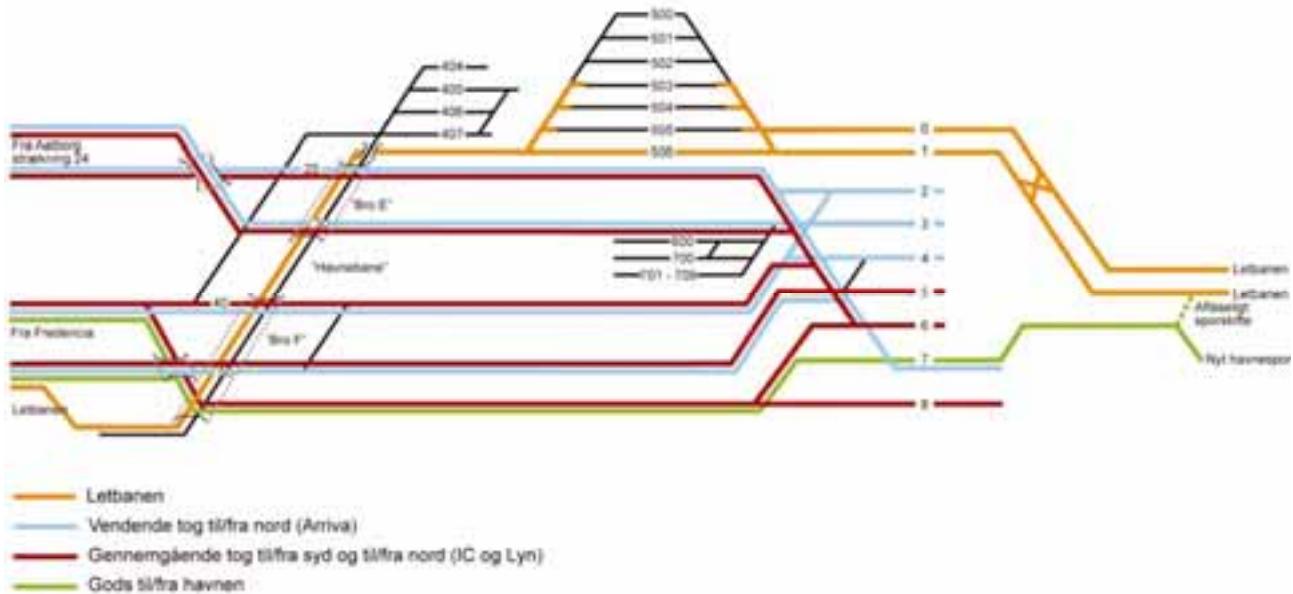 500
501
502
503
504
505
506
404
405
406
407
0
1
2
3
4
5
6
7
8
Fra Aalborg
strækning 24
"Bro E"
"Havnebane"
"Bro F"
600
700
40
Fra Fredericia
Letbanen
Letbanen
Letbanen
Aflåseligt
sporskifte
Nyt havnespor
Letbanen
Vendende tog til/fra nord (Arriva)
Gennemgående tog til/fra syd og til/fra nord (IC og Lyn)
Gods til/fra havnen